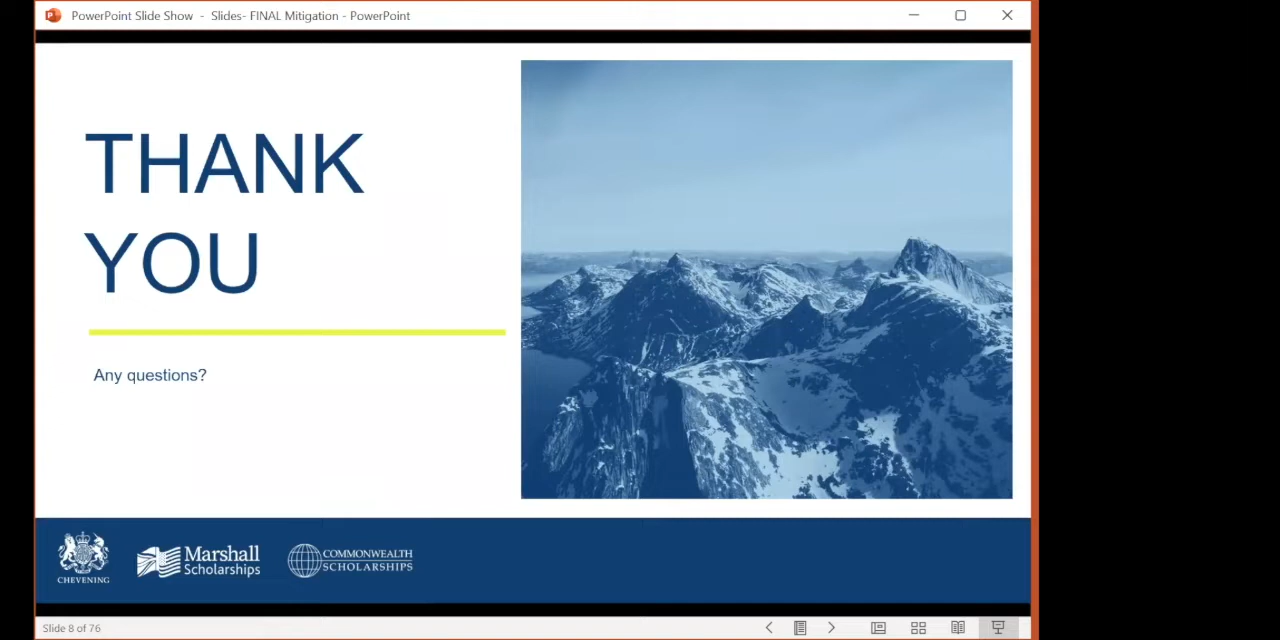 PowerPoint Slide Show - Slides- FINAL Mitigation - PowerPoint
THANK
YOU
Any questions?
CHEVENING
Marshall
Scholarships
COMMONWEALTH
SCHOLARSHIPS
Slide 8 of 76